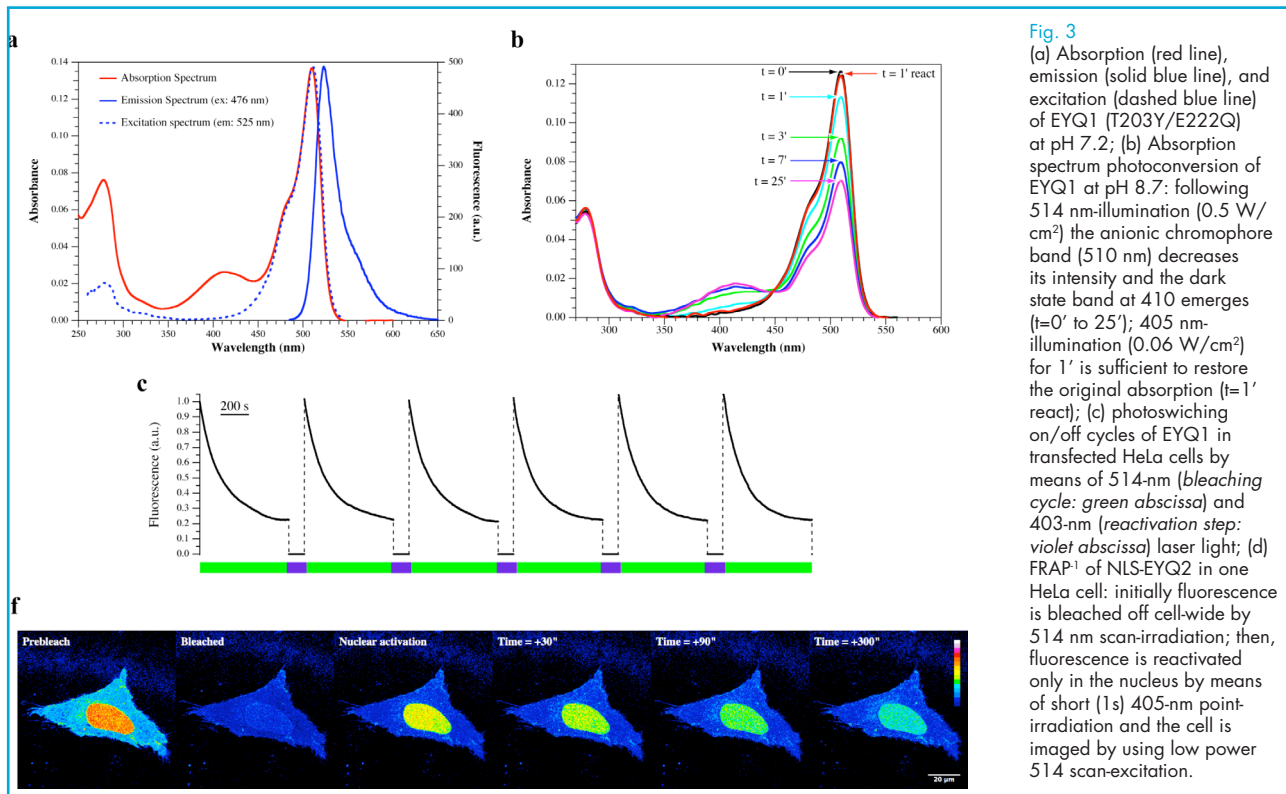 a
0.14
0.12
0.10
0.08
0.06
0.04
0.02
0.00
Absorbance
Absorption Spectrum
Emission Spectrum (ex: 476 nm)
Excitation spectrum (em: 525 nm)
500
400
300
200
100
0
Fluorescence (a.u.)
250 300 350 400 450 500 550 600 650
Wavelength (nm)
b
0.12
0.10
0.08
0.06
0.04
0.02
0.00
Absorbance
t = 0'
t = 1' react
t = 1'
t = 3'
t = 7'
t = 25'
300 350 400 450 500 550 600
Wavelength (nm)
c
200 s
1.0
0.9
0.8
0.7
0.6
0.5
0.4
0.3
0.2
0.1
0.0
Fluorescence (a.u.)
f
Prebleach
Bleached
Nuclear activation
Time = +30"
Time = +90"
Time = +300"
20 μm
Fig. 3
(a) Absorption (red line),
emission (solid blue line), and
excitation (dashed blue line)
of EYQ1 (T203Y/E222Q)
at pH 7.2; (b) Absorption
spectrum photoconversion of
EYQ1 at pH 8.7: following
514 nm-illumination (0.5 W/
cm²) the anionic chromophore
band (510 nm) decreases
its intensity and the dark
state band at 410 emerges
(t=0' to 25'); 405 nm-
illumination (0.06 W/cm²)
for 1' is sufficient to restore
the original absorption (t=1'
react); (c) photoswiching
on/off cycles of EYQ1 in
transfected HeLa cells by
means of 514-nm (bleaching
cycle: green abscissa) and
403-nm (reactivation step:
violet abscissa) laser light; (d)
FRAP⁻¹ of NLS-EYQ2 in one
HeLa cell: initially fluorescence
is bleached off cell-wide by
514 nm scan-irradiation; then,
fluorescence is reactivated
only in the nucleus by means
of short (1s) 405-nm point-
irradiation and the cell is
imaged by using low power
514 scan-excitation.